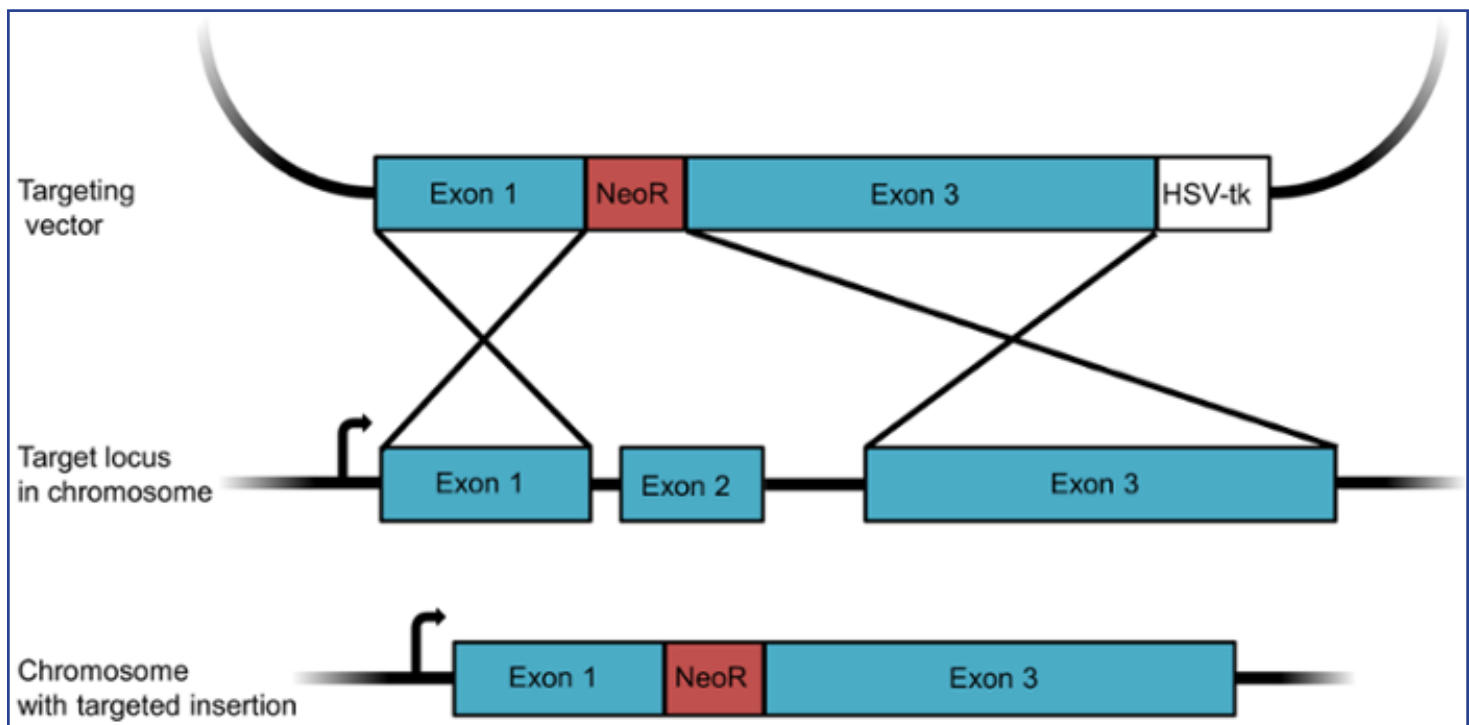 Targeting
vector
Exon 1
NeoR
Exon 3
HSV-tk
Target locus
in chromosome
Exon 1
Exon 2
Exon 3
Chromosome
with targeted insertion
Exon 1
NeoR
Exon 3